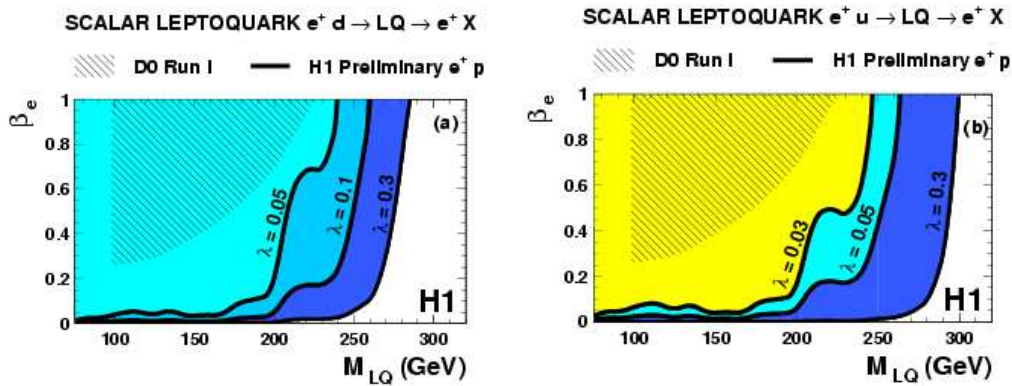 SCALAR LEPTOQUARK e⁺ d → LQ → e⁺ X
D0 Run I
H1 Preliminary e⁺ p
βₑ
1
0.8
0.6
0.4
0.2
0
(a)
λ = 0.05
λ = 0.1
λ = 0.3
H1
100 150 200 250 300
M_LQ (GeV)
SCALAR LEPTOQUARK e⁺ u → LQ → e⁺ X
D0 Run I
H1 Preliminary e⁺ p
βₑ
1
0.8
0.6
0.4
0.2
0
(b)
λ = 0.03
λ = 0.05
λ = 0.3
H1
100 150 200 250 300
M_LQ (GeV)